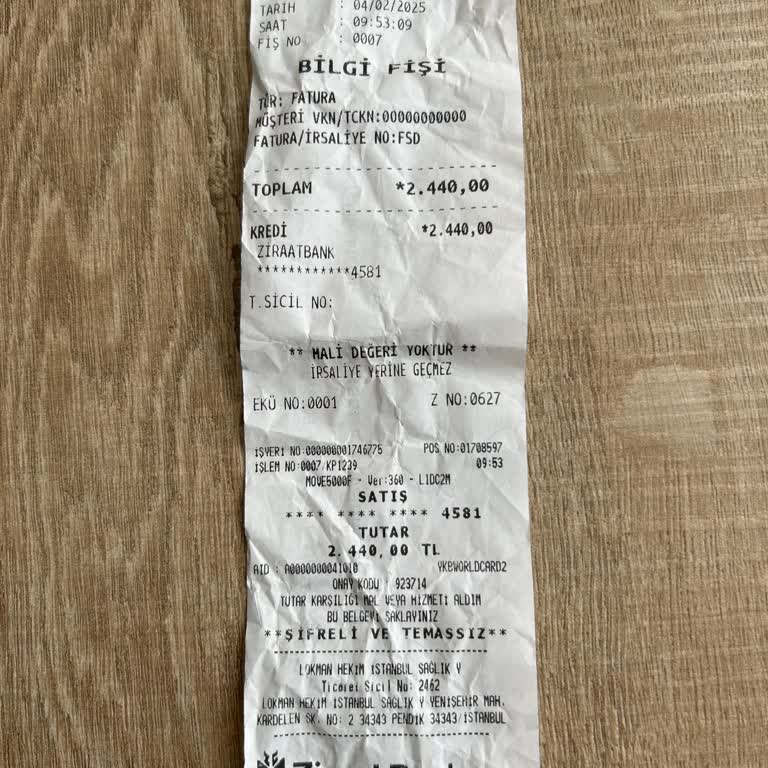 TARİH : 04/02/2025
SAAT : 09:53:09
FİŞ NO : 0007
BİLGİ FİŞİ
TÜR: FATURA
MÜŞTERİ VKN/TCKN:00000000000
FATURA/İRSALİYE NO:FSD
TOPLAM *2.440,00
KREDİ *2.440,00
ZİRAATBANK
************4581
T.SİCİL NO:
** MALİ DEĞERİ YOKTUR **
İRSALİYE YERİNE GEÇMEZ
EKÜ NO:0001 Z NO:0627
İŞYERİ NO:000000001746775 POS NO:01708597
İŞLEM NO:0007/KP1239 09:53
MOVE5000F - Ver:360 - L1DC2M
SATIŞ
**** **** **** 4581
TUTAR
2.440,00 TL
AID : A0000000041010 YKBWORLDCARD2
ONAY KODU : 923714
TUTAR KARŞILIĞI MAL VEYA HİZMETİ ALDIM
BU BELGEYİ SAKLAYINIZ
**ŞİFRELİ VE TEMASSIZ**
LOKMAN HEKİM İSTANBUL SAĞLIK Y
Ticaret Sicil No: 2462
LOKMAN HEKİM İSTANBUL SAĞLIK Y YENİŞEHİR MAH.
KARDELEN SK. NO: 2 34343 PENDİK 34343/İSTANBUL